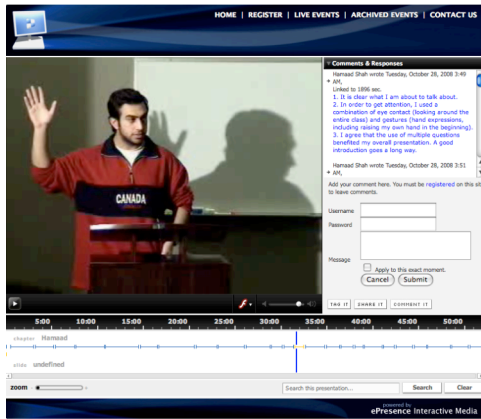 HOME | REGISTER | LIVE EVENTS | ARCHIVED EVENTS | CONTACT US
Comments & Responses
Hamaad Shah wrote Tuesday, October 28, 2008 3:49
AM,
Linked to 1896 sec.
1. It is clear what I am about to talk about.
2. In order to get attention, I used a
combination of eye contact (looking around the
entire class) and gestures (hand expressions,
including raising my own hand in the beginning).
3. I agree that the use of multiple questions
benefited my overall presentation. A good
introduction goes a long way.
Hamaad Shah wrote Tuesday, October 28, 2008 3:51
AM,
Add your comment here. You must be registered on this sit
to leave comments.
Username
Password
Message
Apply to this exact moment.
Cancel
Submit
TAG IT
SHARE IT
COMMENT IT
CANADA
5:00 10:00 15:00 20:00 25:00 30:00 35:00 40:00 45:00 50:00
chapter Hamaad
slide undefined
zoom - +
Search this presentation...
Search
Clear
powered by
ePresence Interactive Media